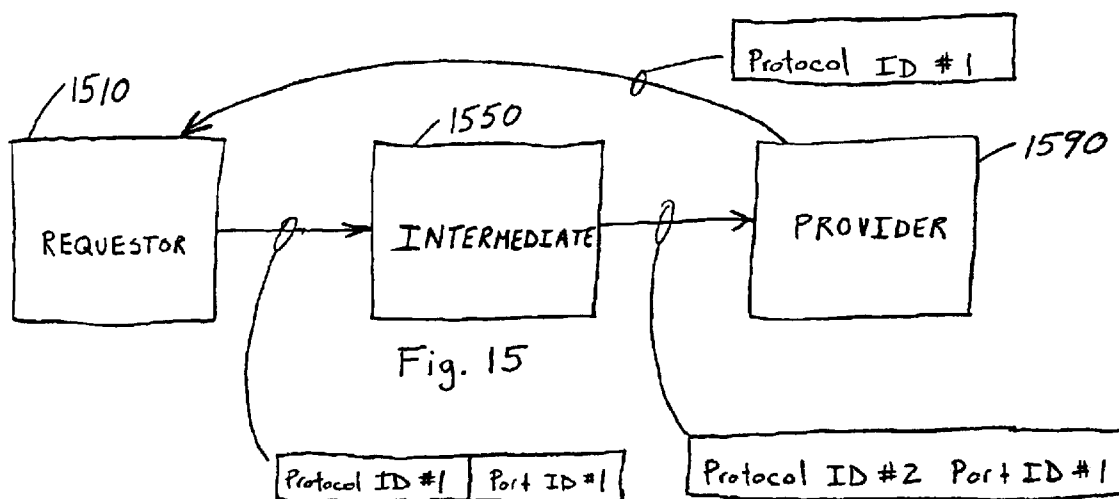 Protocol ID #1
1510
1550
1590
REQUESTOR
INTERMEDIATE
PROVIDER
Fig. 15
Protocol ID #1 Port ID #1
Protocol ID #2 Port ID #1